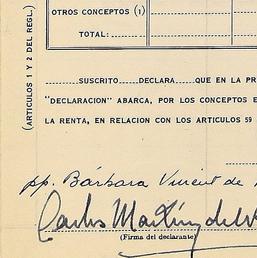 OTROS CONCEPTOS (1)
TOTAL:
(ARTICULOS 1 Y 2 DEL REGL.)
SUSCRITO DECLARA QUE EN LA PR
"DECLARACION" ABARCA, POR LOS CONCEPTOS E
LA RENTA, EN RELACION CON LOS ARTICULOS 59
pp. Bárbara Vincent de
Carlos Martín del
(Firma del declarante)